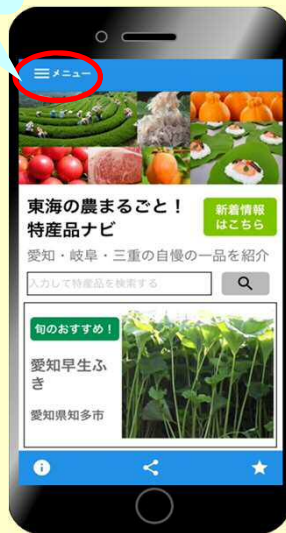 メニュー
東海の農まるごと！
特産品ナビ
新着情報
はこちら
愛知・岐阜・三重の自慢の一品を紹介
入力して特産品を検索する
旬のおすすめ！
愛知早生ふ
き
愛知県知多市